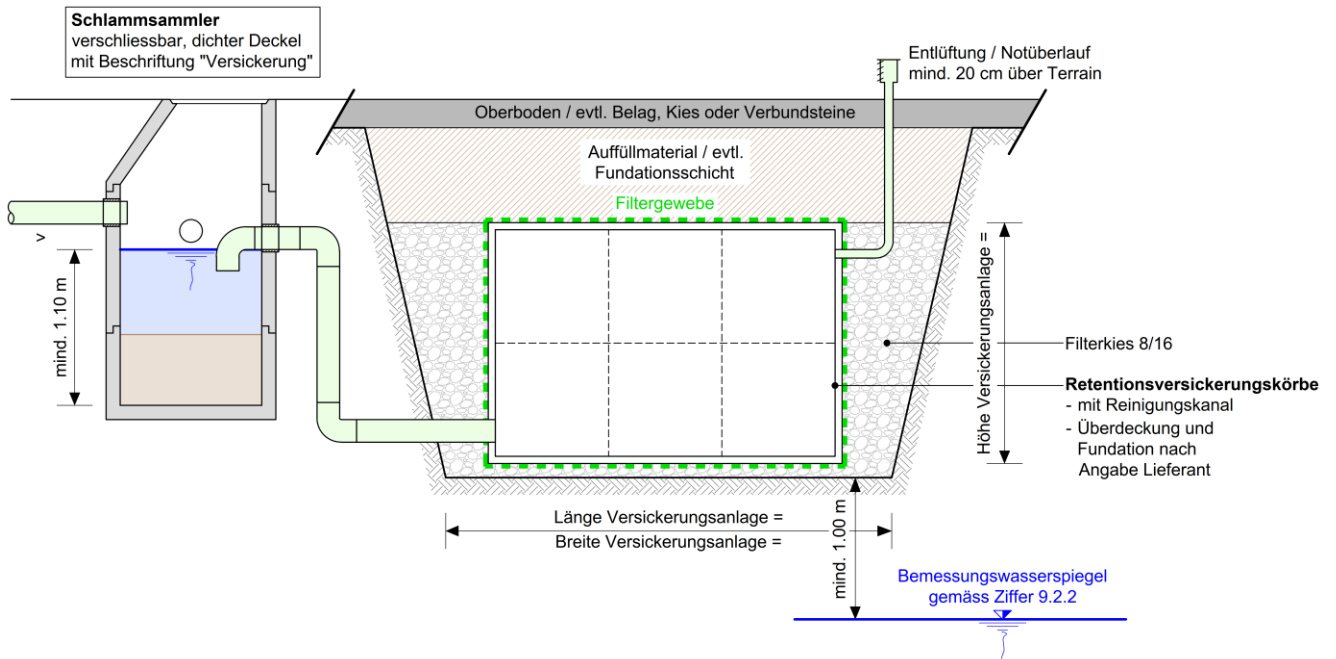 Schlammsammler
verschliessbar, dichter Deckel
mit Beschriftung "Versickerung"
Entlüftung / Notüberlauf
mind. 20 cm über Terrain
Oberboden / evtl. Belag, Kies oder Verbundsteine
Auffüllmaterial / evtl.
Fundationsschicht
Filtergewebe
v
mind. 1.10 m
Höhe Versickerungsanlage =
Filterkies 8/16
Retentionsversickerungskörbe
- mit Reinigungskanal
- Überdeckung und
Fundation nach
Angabe Lieferant
Länge Versickerungsanlage =
Breite Versickerungsanlage =
mind. 1.00 m
Bemessungswasserspiegel
gemäss Ziffer 9.2.2